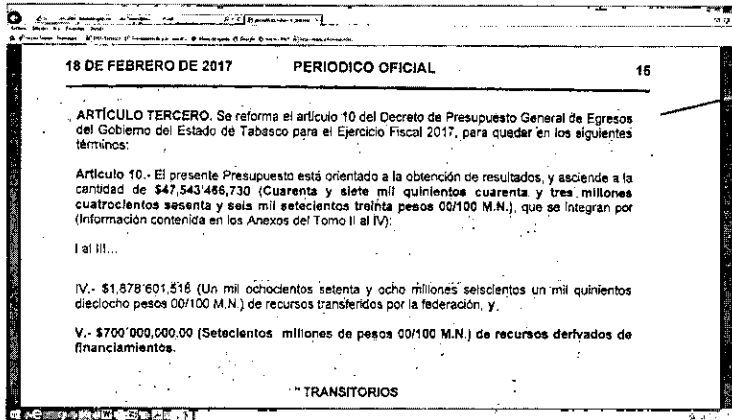 18 DE FEBRERO DE 2017 PERIODICO OFICIAL 15
ARTÍCULO TERCERO. Se reforma el artículo 10 del Decreto de Presupuesto General de Egresos
del Gobierno del Estado de Tabasco para el Ejercicio Fiscal 2017, para quedar en los siguientes
términos:
Artículo 10.- El presente Presupuesto está orientado a la obtención de resultados, y asciende a la
cantidad de $47,543'466,730 (Cuarenta y siete mil quinientos cuarenta y tres millones
cuatrocientos sesenta y seis mil setecientos treinta pesos 00/100 M.N.), que se integran por
(Información contenida en los Anexos del Tomo II al IV):
I al III...
IV.- $1,878'601,518 (Un mil ochocientos setenta y ocho millones seiscientos un mil quinientos
dieciocho pesos 00/100 M.N.) de recursos transferidos por la federación, y
V.- $700'000,000.00 (Setecientos millones de pesos 00/100 M.N.) de recursos derivados de
financiamientos.
TRANSITORIOS